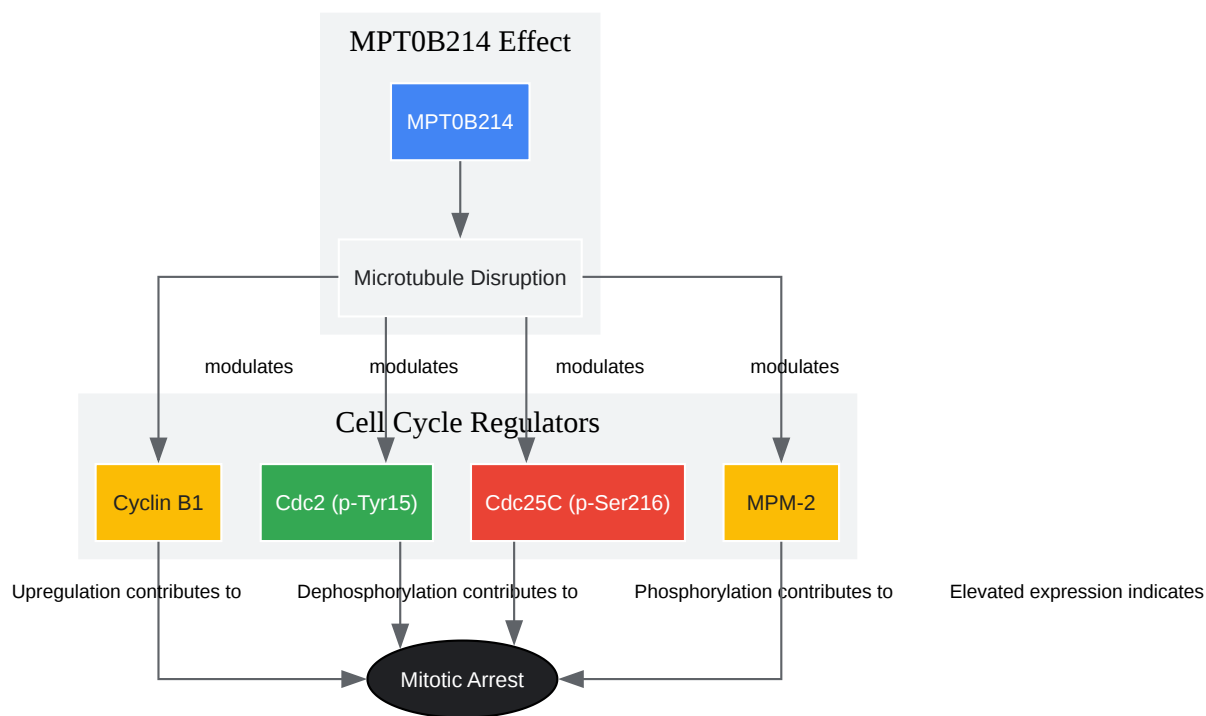 MPT0B214 Effect
MPT0B214
Microtubule Disruption
modulates
modulates
modulates
modulates
Cell Cycle Regulators
Cyclin B1
Cdc2 (p-Tyr15)
Cdc25C (p-Ser216)
MPM-2
Upregulation contributes to
Dephosphorylation contributes to
Phosphorylation contributes to
Elevated expression indicates
Mitotic Arrest